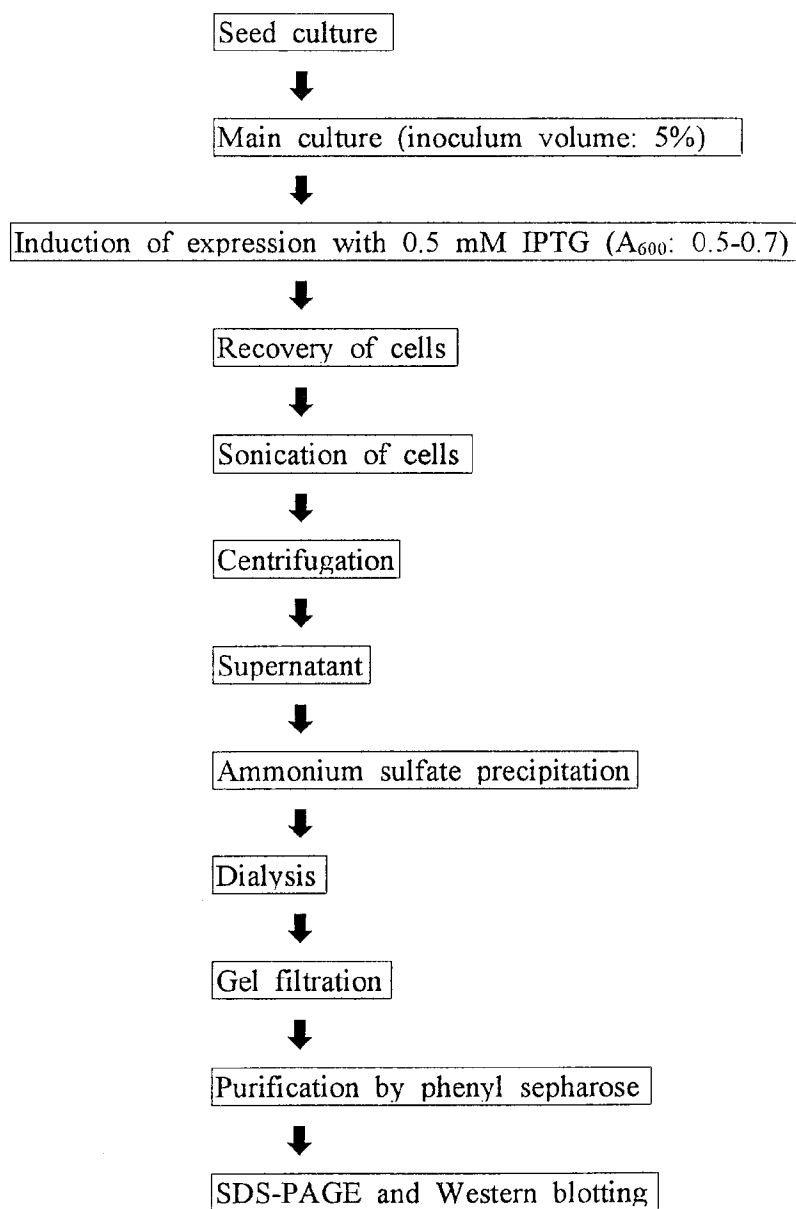 Seed culture
Main culture (inoculum volume: 5%)
Induction of expression with 0.5 mM IPTG (A₆₀₀: 0.5-0.7)
Recovery of cells
Sonication of cells
Centrifugation
Supernatant
Ammonium sulfate precipitation
Dialysis
Gel filtration
Purification by phenyl sepharose
SDS-PAGE and Western blotting